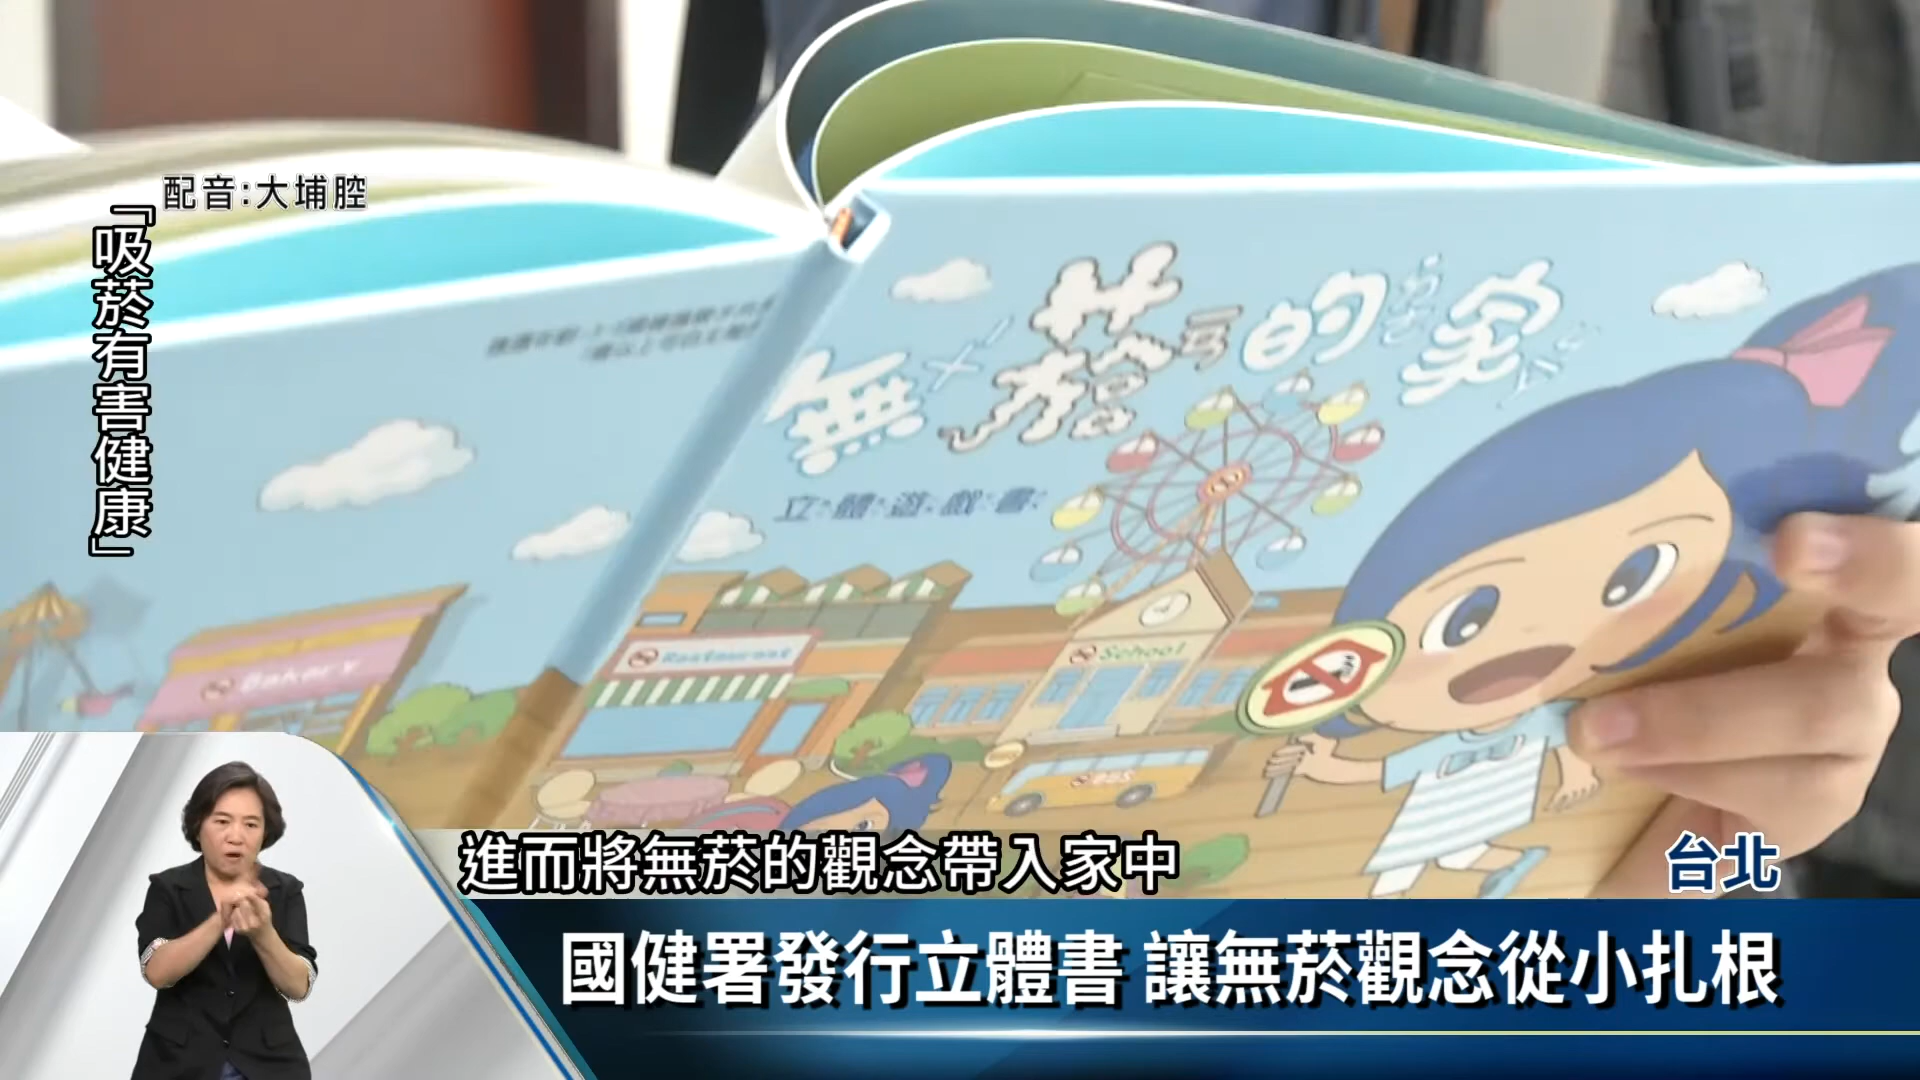 配音:大埔腔
「吸菸有害健康」
無菸的家
立體遊戲書
Bakery
Restaurant
School
BUS
進而將無菸的觀念帶入家中
台北
國健署發行立體書 讓無菸觀念從小扎根